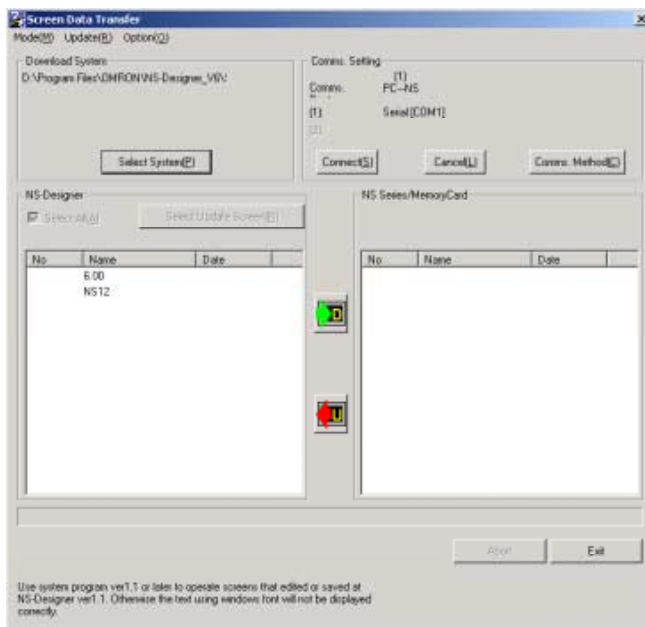 Screen Data Transfer
Mode(M) Update(R) Option(O)
Download System
D:\Program Files\OMRON\NS-Designer_V6\
Select System(P)
Comms. Setting
(1)
Comms. PC--NS
(1) Serial[COM1]
(2)
Connect(S) Cancel(L) Comms. Method(C)
NS-Designer
Select All(A) Select Update Screen(B)
No Name Date
6.00
NS12
NS Series/MemoryCard
No Name Date
D
U
Abort Exit
Use system program ver1.1 or later to operate screens that edited or saved at
NS-Designer ver1.1. Otherwise the text using windows font will not be displayed
correctly.